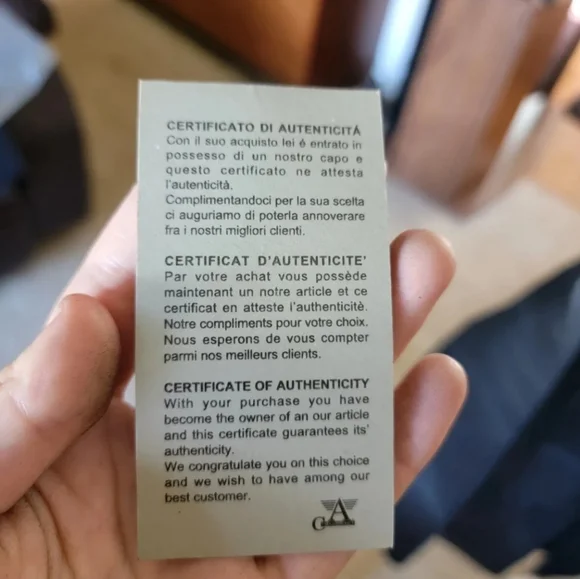 CERTIFICATO DI AUTENTICITÁ
Con il suo acquisto lei é entrato in
possesso di un nostro capo e
questo certificato ne attesta
l'autenticità.
Complimentandoci per la sua scelta
ci auguriamo di poterla annoverare
fra i nostri migliori clienti.
CERTIFICAT D'AUTENTICITE'
Par votre achat vous possède
maintenant un notre article et ce
certificat en atteste l'authenticitè.
Notre compliments pour votre choix.
Nous esperons de vous compter
parmi nos meilleurs clients.
CERTIFICATE OF AUTHENTICITY
With your purchase you have
become the owner of an our article
and this certificate guarantees its'
authenticity.
We congratulate you on this choice
and we wish to have among our
best customer.